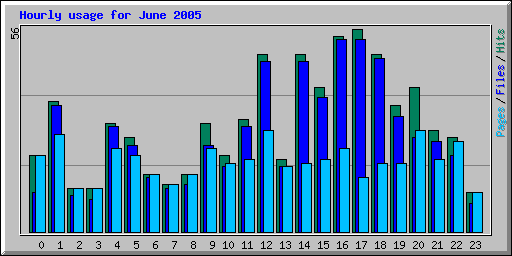 Hourly usage for June 2005
56
Pages / Files / Hits
0 1 2 3 4 5 6 7 8 9 10 11 12 13 14 15 16 17 18 19 20 21 22 23